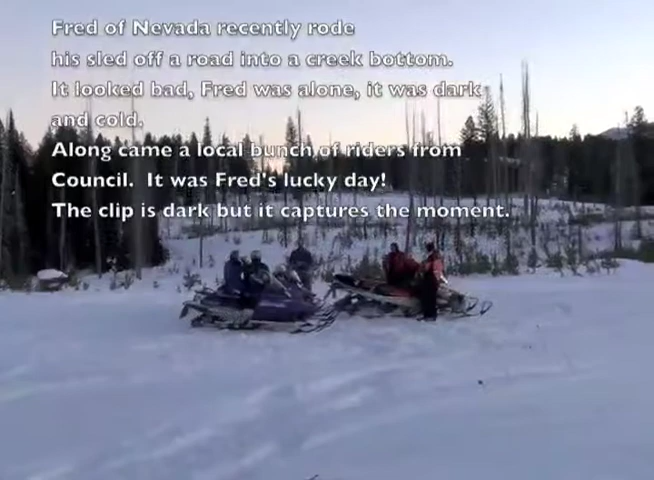 Fred of Nevada recently rode
his sled off a road into a creek bottom.
It looked bad, Fred was alone, it was dark
and cold.
Along came a local bunch of riders from
Council. It was Fred's lucky day!
The clip is dark but it captures the moment.